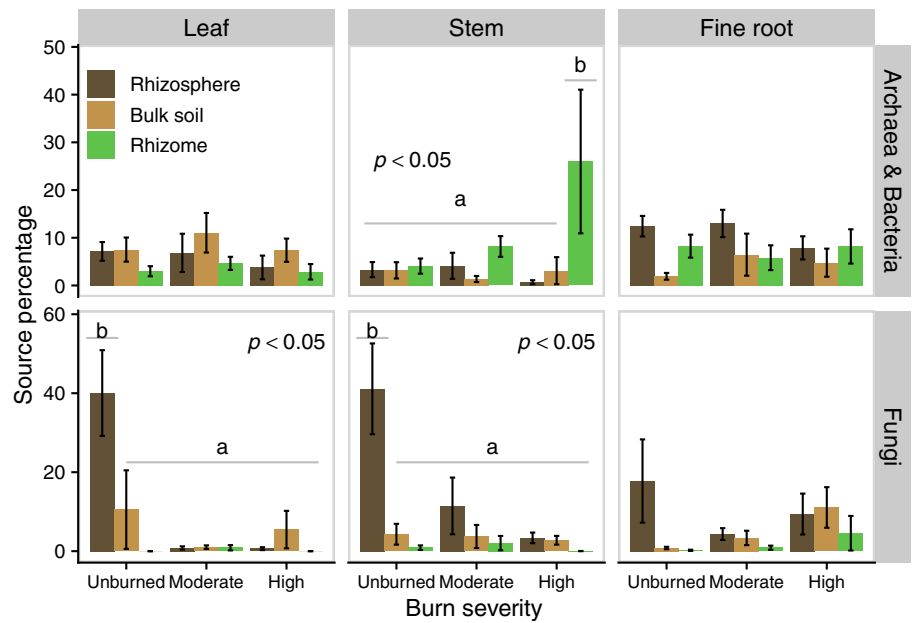 Leaf
Stem
Fine root
50
40
30
20
10
0
Rhizosphere
Bulk soil
Rhizome
p < 0.05
a
b
Archaea & Bacteria
Source percentage
60
40
20
0
b
a
p < 0.05
b
a
p < 0.05
Fungi
Unburned Moderate High
Unburned Moderate High
Unburned Moderate High
Burn severity